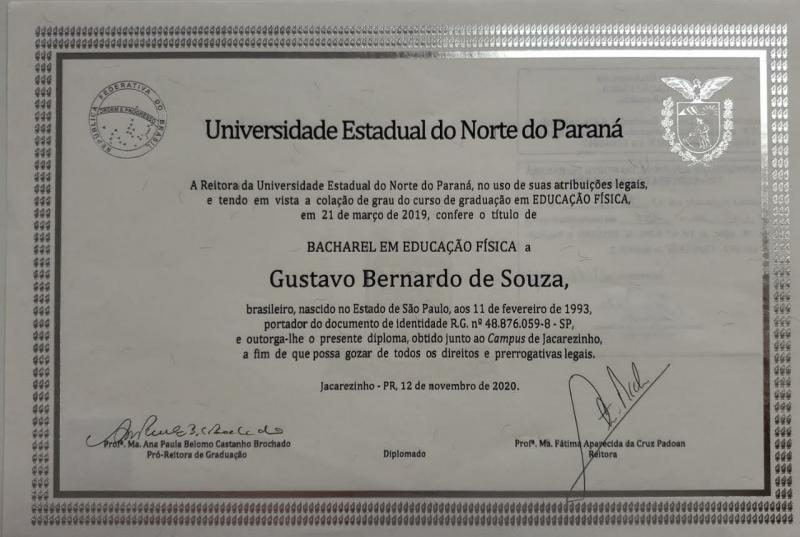 REPÚBLICA FEDERATIVA DO BRASIL
ORDEM E PROGRESSO
Universidade Estadual do Norte do Paraná
A Reitora da Universidade Estadual do Norte do Paraná, no uso de suas atribuições legais,
e tendo em vista a colação de grau do curso de graduação em EDUCAÇÃO FÍSICA,
em 21 de março de 2019, confere o título de
BACHAREL EM EDUCAÇÃO FÍSICA a
Gustavo Bernardo de Souza,
brasileiro, nascido no Estado de São Paulo, aos 11 de fevereiro de 1993,
portador do documento de identidade R.G. nº 48.876.059-8 - SP,
e outorga-lhe o presente diploma, obtido junto ao Campus de Jacarezinho,
a fim de que possa gozar de todos os direitos e prerrogativas legais.
Jacarezinho - PR, 12 de novembro de 2020.
Profª. Ma. Ana Paula Belomo Castanho Brochado
Pró-Reitora de Graduação
Diplomado
Profª. Ma. Fátima Aparecida da Cruz Padoan
Reitora